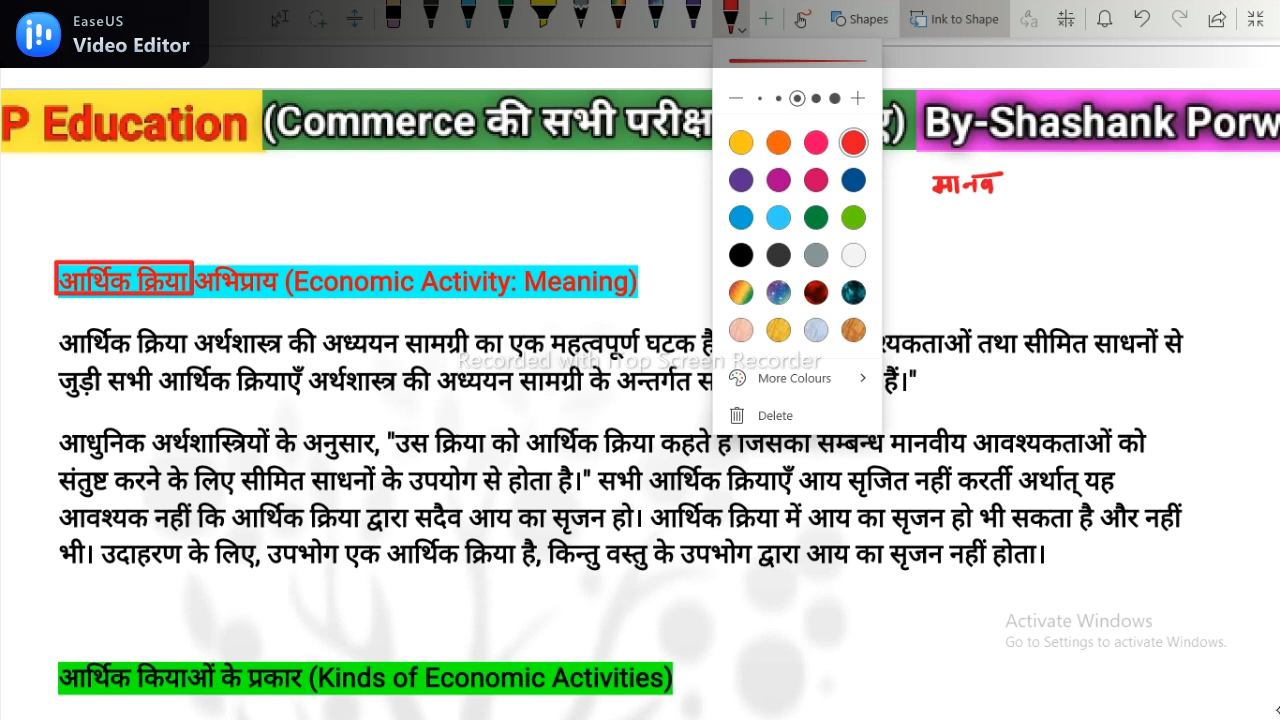 EaseUS
Video Editor
Shapes
Ink to Shape
P Education (Commerce की सभी परीक्ष ) By-Shashank Porw
मानव
आर्थिक क्रिया अभिप्राय (Economic Activity: Meaning)
आर्थिक क्रिया अर्थशास्त्र की अध्ययन सामग्री का एक महत्वपूर्ण घटक तथा सीमित साधनों से
Recorded with iTop Screen Recorder
जुड़ी सभी आर्थिक क्रियाएँ अर्थशास्त्र की अध्ययन सामग्री के अन्तर्गत हैं।"
More Colours
Delete
आधुनिक अर्थशास्त्रियों के अनुसार, "उस क्रिया को आर्थिक क्रिया कहते है जिसका सम्बन्ध मानवीय आवश्यकताओं को
संतुष्ट करने के लिए सीमित साधनों के उपयोग से होता है।" सभी आर्थिक क्रियाएँ आय सृजित नहीं करर्ती अर्थात् यह
आवश्यक नहीं कि आर्थिक क्रिया द्वारा सदैव आय का सृजन हो। आर्थिक क्रिया में आय का सृजन हो भी सकता है और नहीं
भी। उदाहरण के लिए, उपभोग एक आर्थिक क्रिया है, किन्तु वस्तु के उपभोग द्वारा आय का सृजन नहीं होता।
Activate Windows
Go to Settings to activate Windows.
आर्थिक कियाओं के प्रकार (Kinds of Economic Activities)